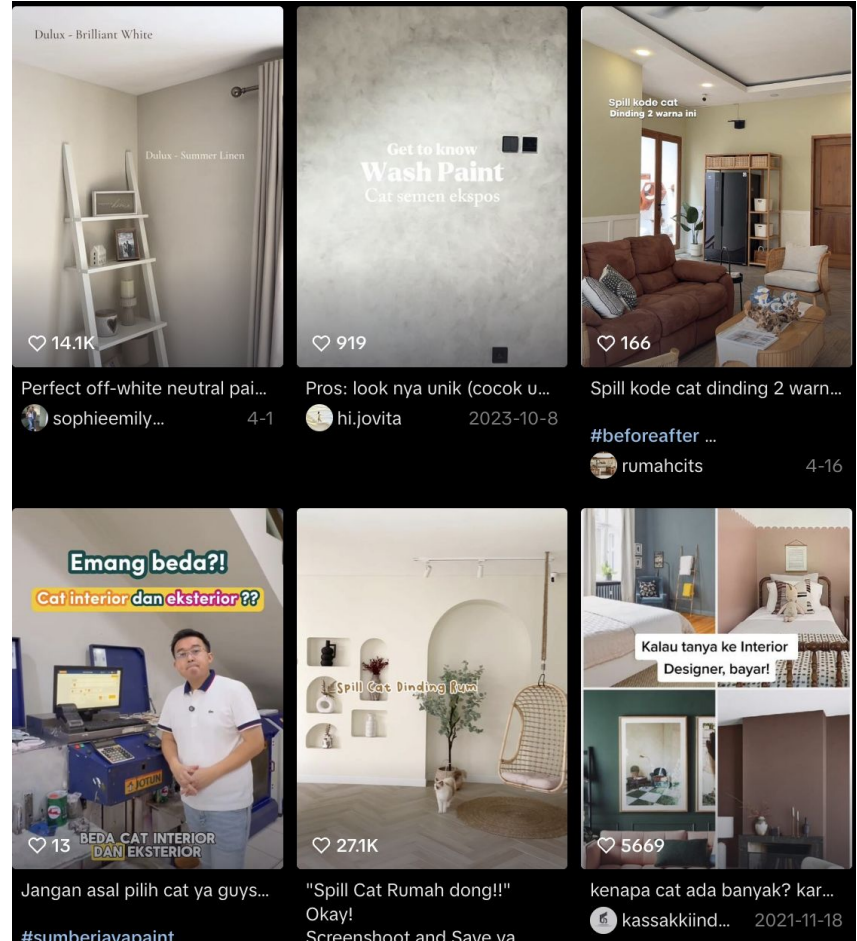 Dulux - Brilliant White
Dulux - Summer Linen
14.1K
Perfect off-white neutral pai...
sophieemily...
4-1
Get to know
Wash Paint
Cat semen ekspos
919
Pros: look nya unik (cocok u...
hi.jovita
2023-10-8
Spill kode cat
Dinding 2 warna ini
166
Spill kode cat dinding 2 warn...
#beforeafter ...
rumahcits
4-16
Emang beda?!
Cat interior dan eksterior ??
JOTUN
13
BEDA CAT INTERIOR
DAN EKSTERIOR
Jangan asal pilih cat ya guys...
#sumberjayapaint
Spill Cat Dinding Rum
27.1K
"Spill Cat Rumah dong!!"
Okay!
Screenshoot and Save ya
Kalau tanya ke Interior
Designer, bayar!
5669
kenapa cat ada banyak? kar...
kassakkiind...
2021-11-18